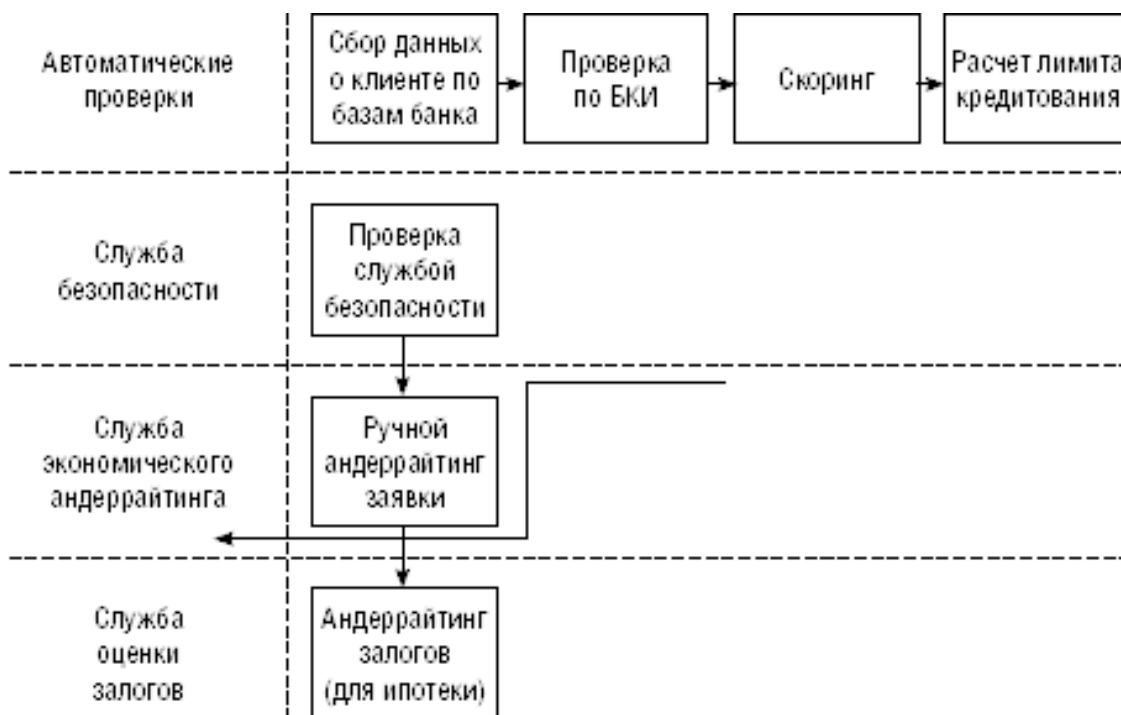 Автоматические
проверки
Сбор данных
о клиенте по
базам банка
Проверка
по БКИ
Скоринг
Расчет лимита
кредитования
Служба
безопасности
Проверка
службой
безопасности
Служба
экономического
андеррайтинга
Ручной
андеррайтинг
заявки
Служба
оценки
залогов
Андеррайтинг
залогов
(для ипотеки)